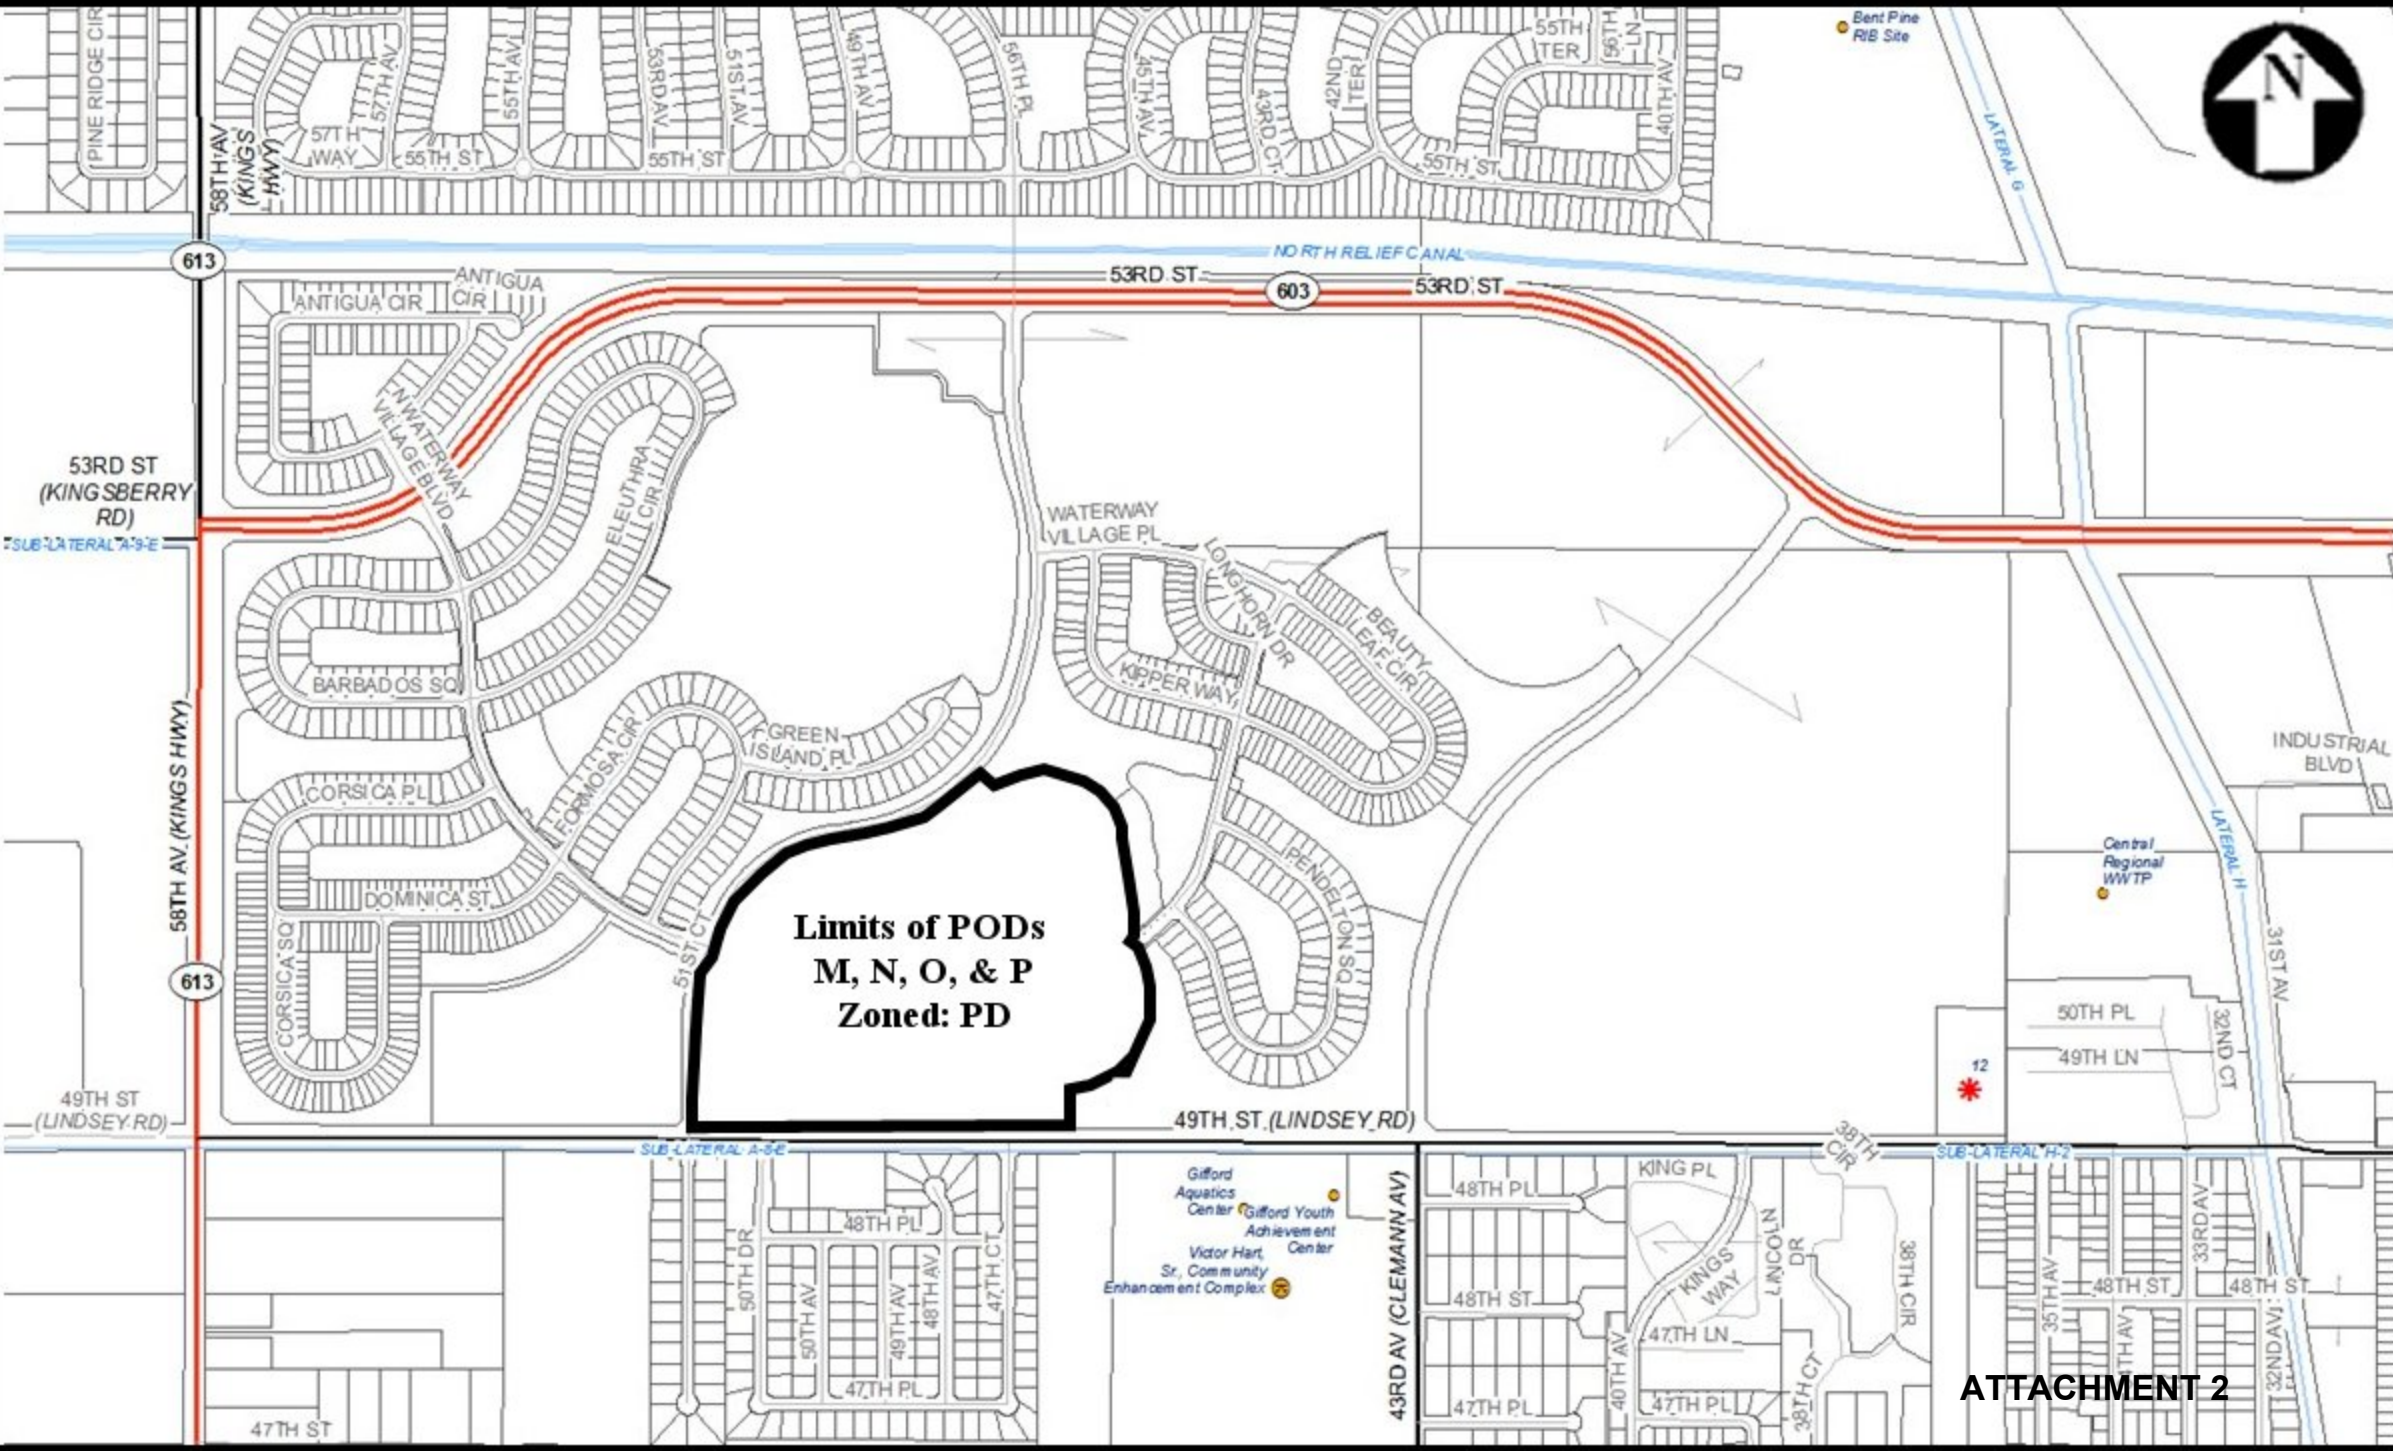 Bent Pine
RIB Site
N
PINE RIDGE CIR
58TH AV
(KINGS
HWY)
57TH AV
57TH
WAY
55TH ST
55TH AV
53RD AV
55TH ST
51ST AV
49TH AV
56TH PL
45TH AV
43RD CT
42ND
TER
55TH
TER
56TH
LN
40TH AV
55TH ST
LATERAL G
613
NORTH RELIEF CANAL
53RD ST
603
53RD ST
ANTIGUA CIR
ANTIGUA
CIR
N WATERWAY
VILLAGE BLVD
53RD ST
(KINGSBERRY
RD)
SUB-LATERAL A-9-E
ELEUTHRA
CIR
WATERWAY
VILLAGE PL
LONGHORN DR
BEAUTY
LEAF CIR
KIPPER WAY
BARBADOS SQ
GREEN
ISLAND PL
FORMOSA CIR
CORSICA PL
DOMINICA ST
CORSICA SQ
58TH AV (KINGS HWY)
613
51ST CT
Limits of PODs
M, N, O, & P
Zoned: PD
PENDELTON SQ
INDUSTRIAL
BLVD
LATERAL H
Central
Regional
WWTP
31ST AV
50TH PL
49TH LN
32ND CT
12
49TH ST
(LINDSEY RD)
49TH ST (LINDSEY RD)
SUB-LATERAL A-8-E
38TH
CIR
SUB-LATERAL H-2
Gifford
Aquatics
Center
Gifford Youth
Achievement
Center
Victor Hart,
Sr., Community
Enhancement Complex
43RD AV (CLEMANN AV)
48TH PL
50TH DR
50TH AV
49TH AV
48TH AV
47TH CT
47TH PL
47TH ST
48TH PL
48TH ST
47TH PL
KING PL
KINGS
WAY
LINCOLN
DR
38TH CIR
40TH AV
47TH LN
47TH PL
38TH CT
35TH AV
33RD AV
48TH ST
48TH ST
32ND AV
ATTACHMENT 2